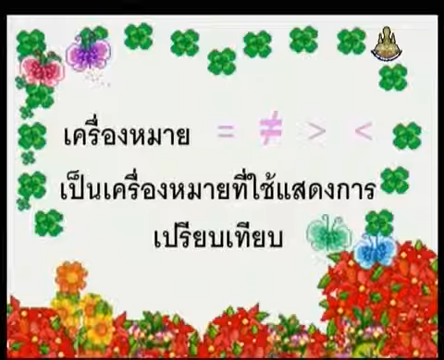 เครื่องหมาย = ≠ > <
เป็นเครื่องหมายที่ใช้แสดงการ
เปรียบเทียบ